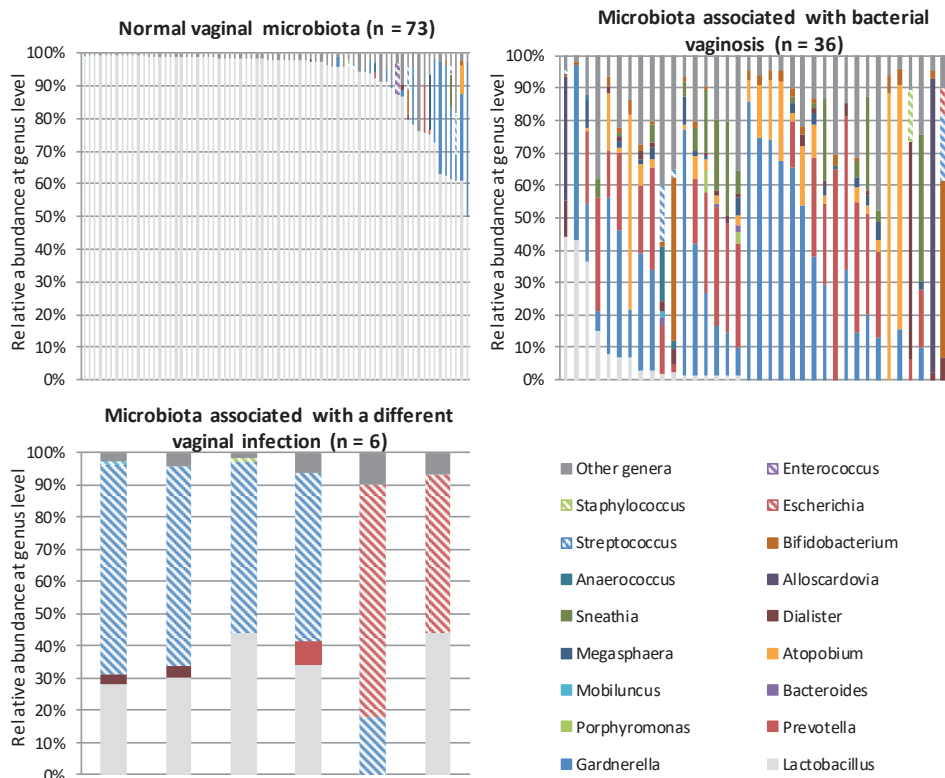 Normal vaginal microbiota (n = 73)
Relative abundance at genus level
100%
90%
80%
70%
60%
50%
40%
30%
20%
10%
0%
Microbiota associated with bacterial
vaginosis (n = 36)
Relative abundance at genus level
100%
90%
80%
70%
60%
50%
40%
30%
20%
10%
0%
Microbiota associated with a different
vaginal infection (n = 6)
Relative abundance at genus level
100%
90%
80%
70%
60%
50%
40%
30%
20%
10%
0%
Other genera
Staphylococcus
Streptococcus
Anaerococcus
Sneathia
Megasphaera
Mobiluncus
Porphyromonas
Gardnerella
Enterococcus
Escherichia
Bifidobacterium
Alloscardovia
Dialister
Atopobium
Bacteroides
Prevotella
Lactobacillus